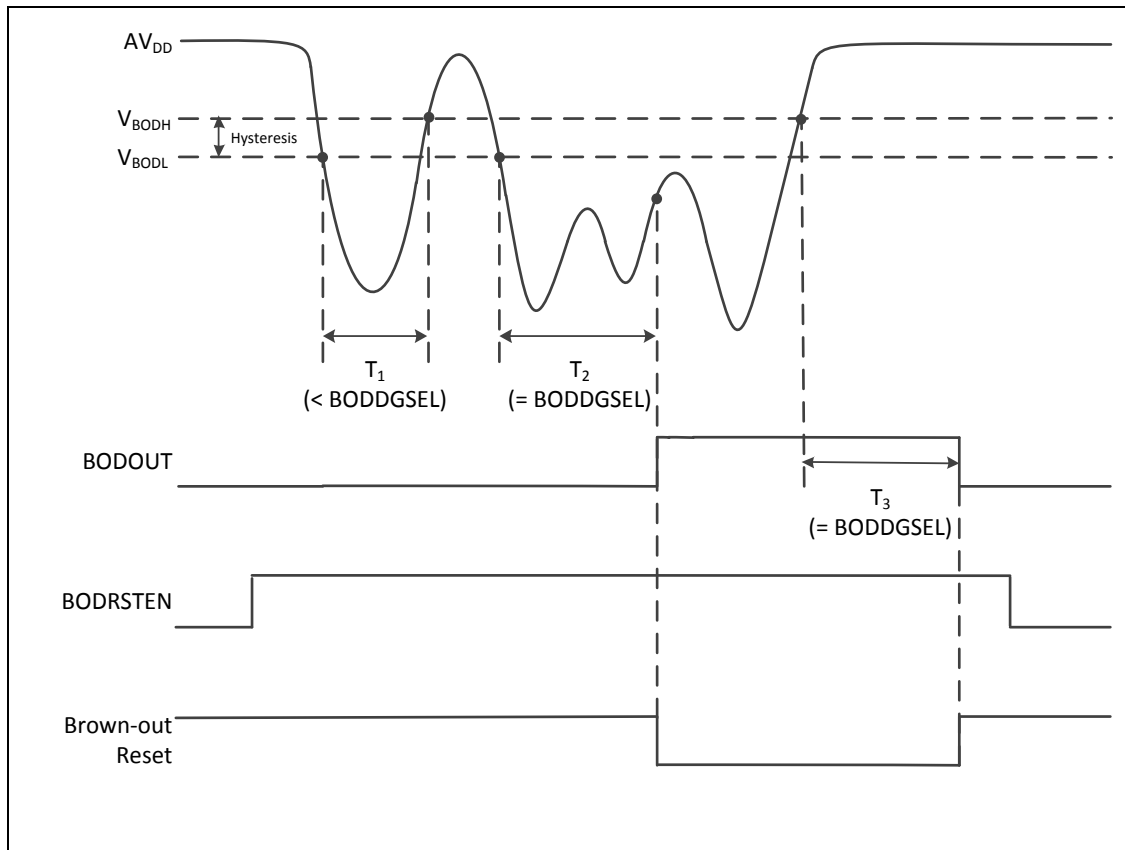 AVDD
VBODH
Hysteresis
VBODL
T1
(< BODDGSEL)
T2
(= BODDGSEL)
BODOUT
T3
(= BODDGSEL)
BODRSTEN
Brown-out
Reset